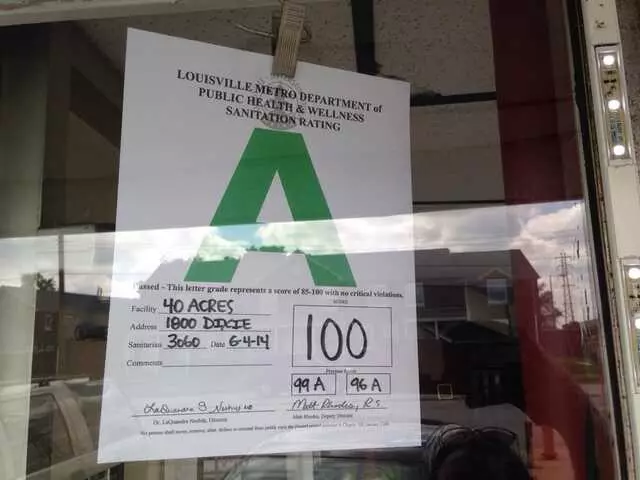 LOUISVILLE METRO DEPARTMENT of
PUBLIC HEALTH & WELLNESS
SANITATION RATING
A
Passed - This letter grade represents a score of 85-100 with no critical violations.
Facility 40 ACRES
SCORE
Address 1800 DIXIE
100
Sanitarian 3060 Date 6-4-14
Comments
Previous Scores
99 A 96 A
Dr. LaQuandra Nesbitt, Director
Matt Rhodes, Deputy Director